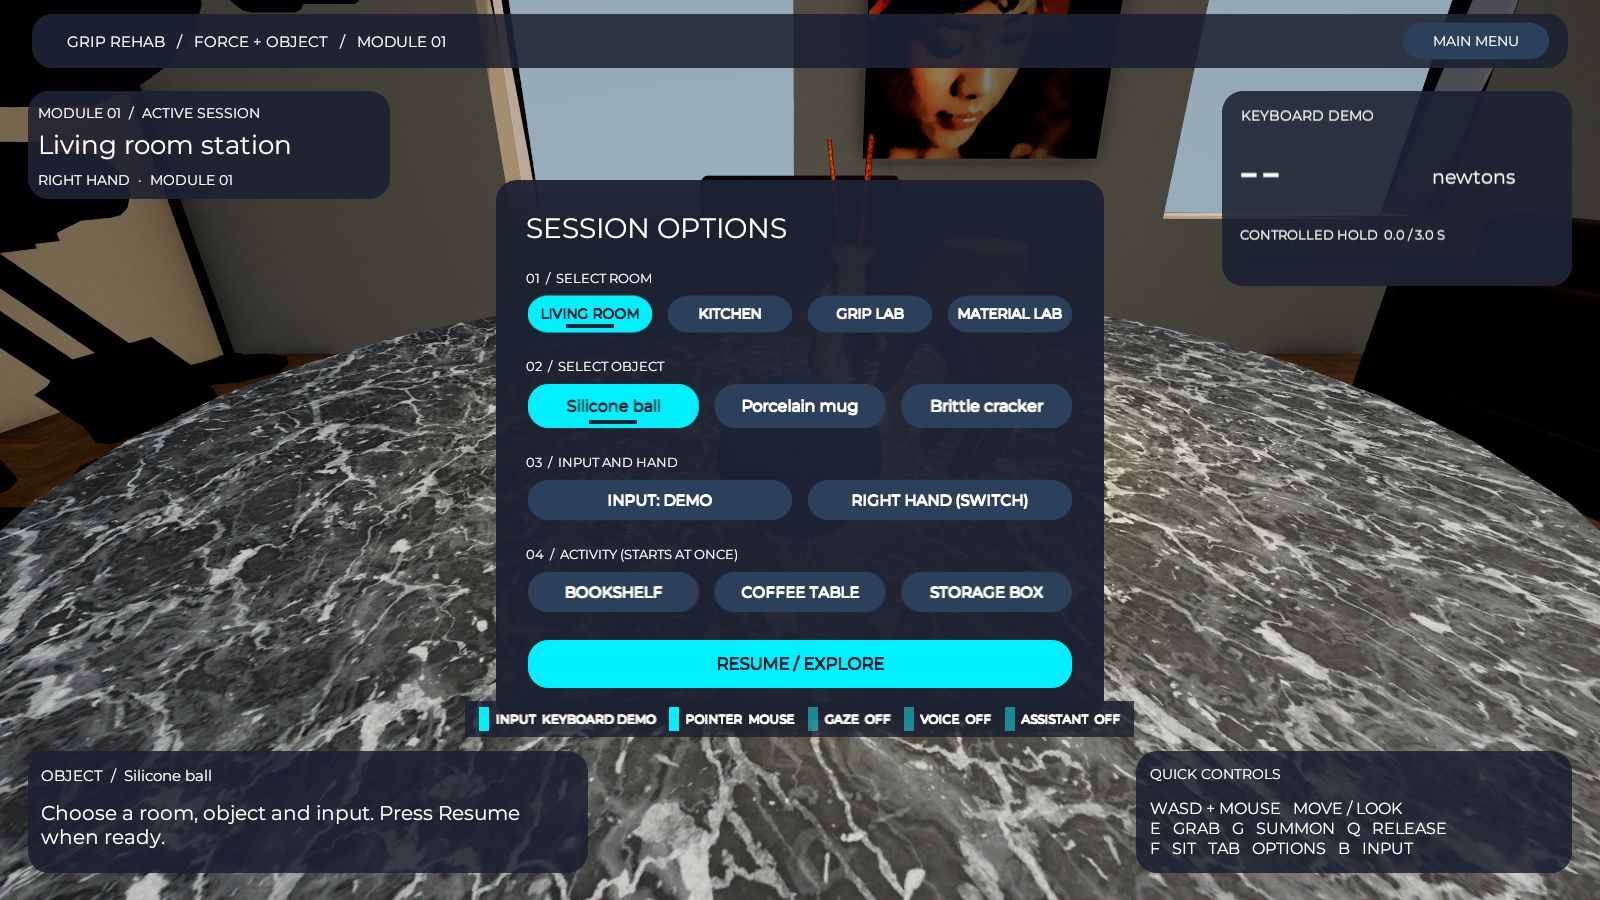 GRIP REHAB / FORCE + OBJECT / MODULE 01
MAIN MENU
MODULE 01 / ACTIVE SESSION
Living room station
RIGHT HAND · MODULE 01
KEYBOARD DEMO
-- newtons
CONTROLLED HOLD 0.0 / 3.0 S
SESSION OPTIONS
01 / SELECT ROOM
LIVING ROOM KITCHEN GRIP LAB MATERIAL LAB
02 / SELECT OBJECT
Silicone ball Porcelain mug Brittle cracker
03 / INPUT AND HAND
INPUT: DEMO RIGHT HAND (SWITCH)
04 / ACTIVITY (STARTS AT ONCE)
BOOKSHELF COFFEE TABLE STORAGE BOX
RESUME / EXPLORE
INPUT KEYBOARD DEMO POINTER MOUSE GAZE OFF VOICE OFF ASSISTANT OFF
OBJECT / Silicone ball
Choose a room, object and input. Press Resume
when ready.
QUICK CONTROLS
WASD + MOUSE MOVE / LOOK
E GRAB G SUMMON Q RELEASE
F SIT TAB OPTIONS B INPUT